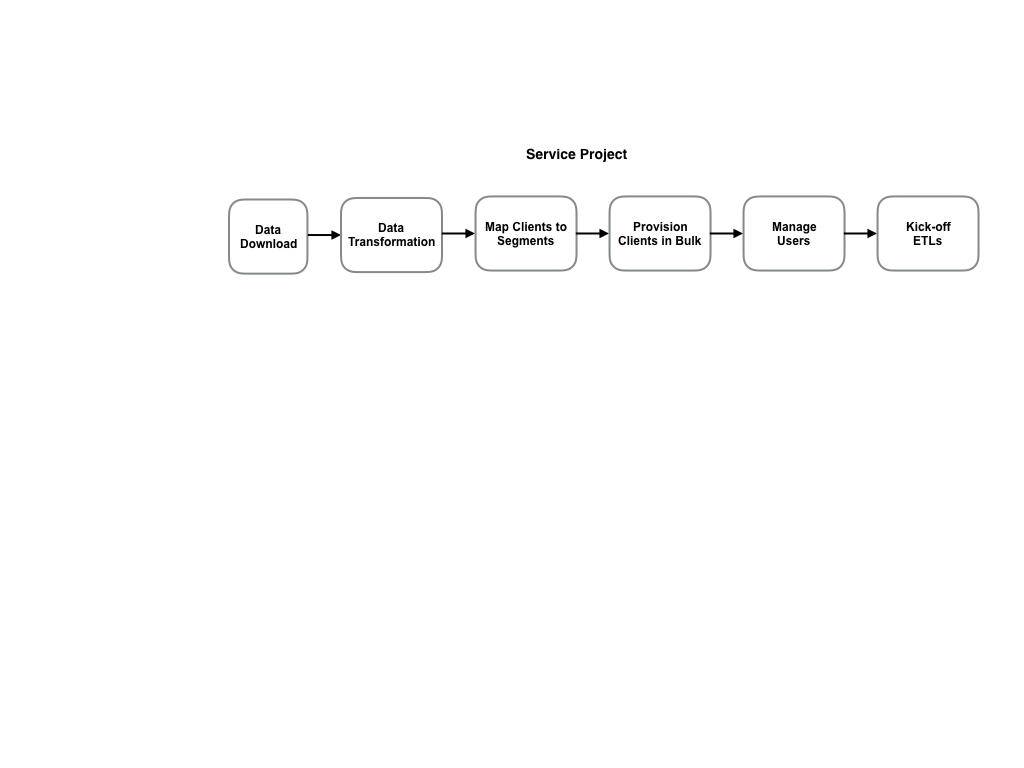 Service Project
Data
Download
Data
Transformation
Map Clients to
Segments
Provision
Clients in Bulk
Manage
Users
Kick-off
ETLs